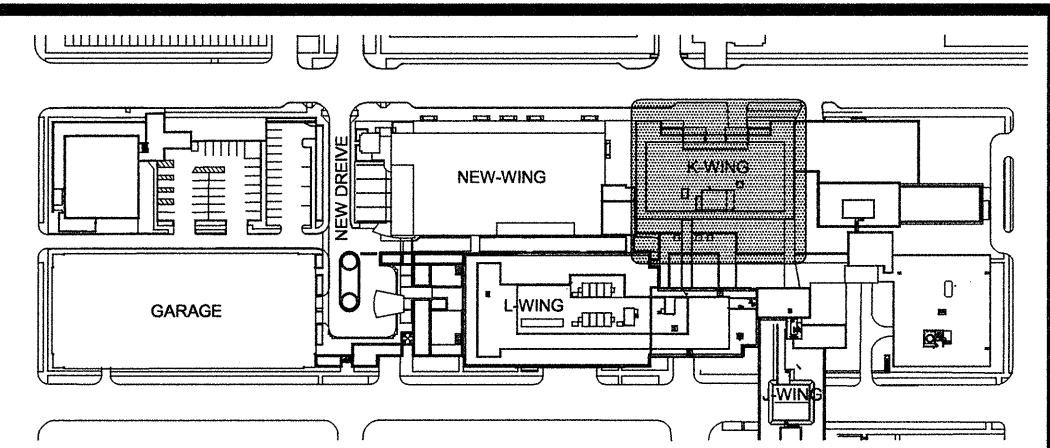 K-WING
NEW-WING
NEW DREIVE
L-WING
GARAGE
J-WING